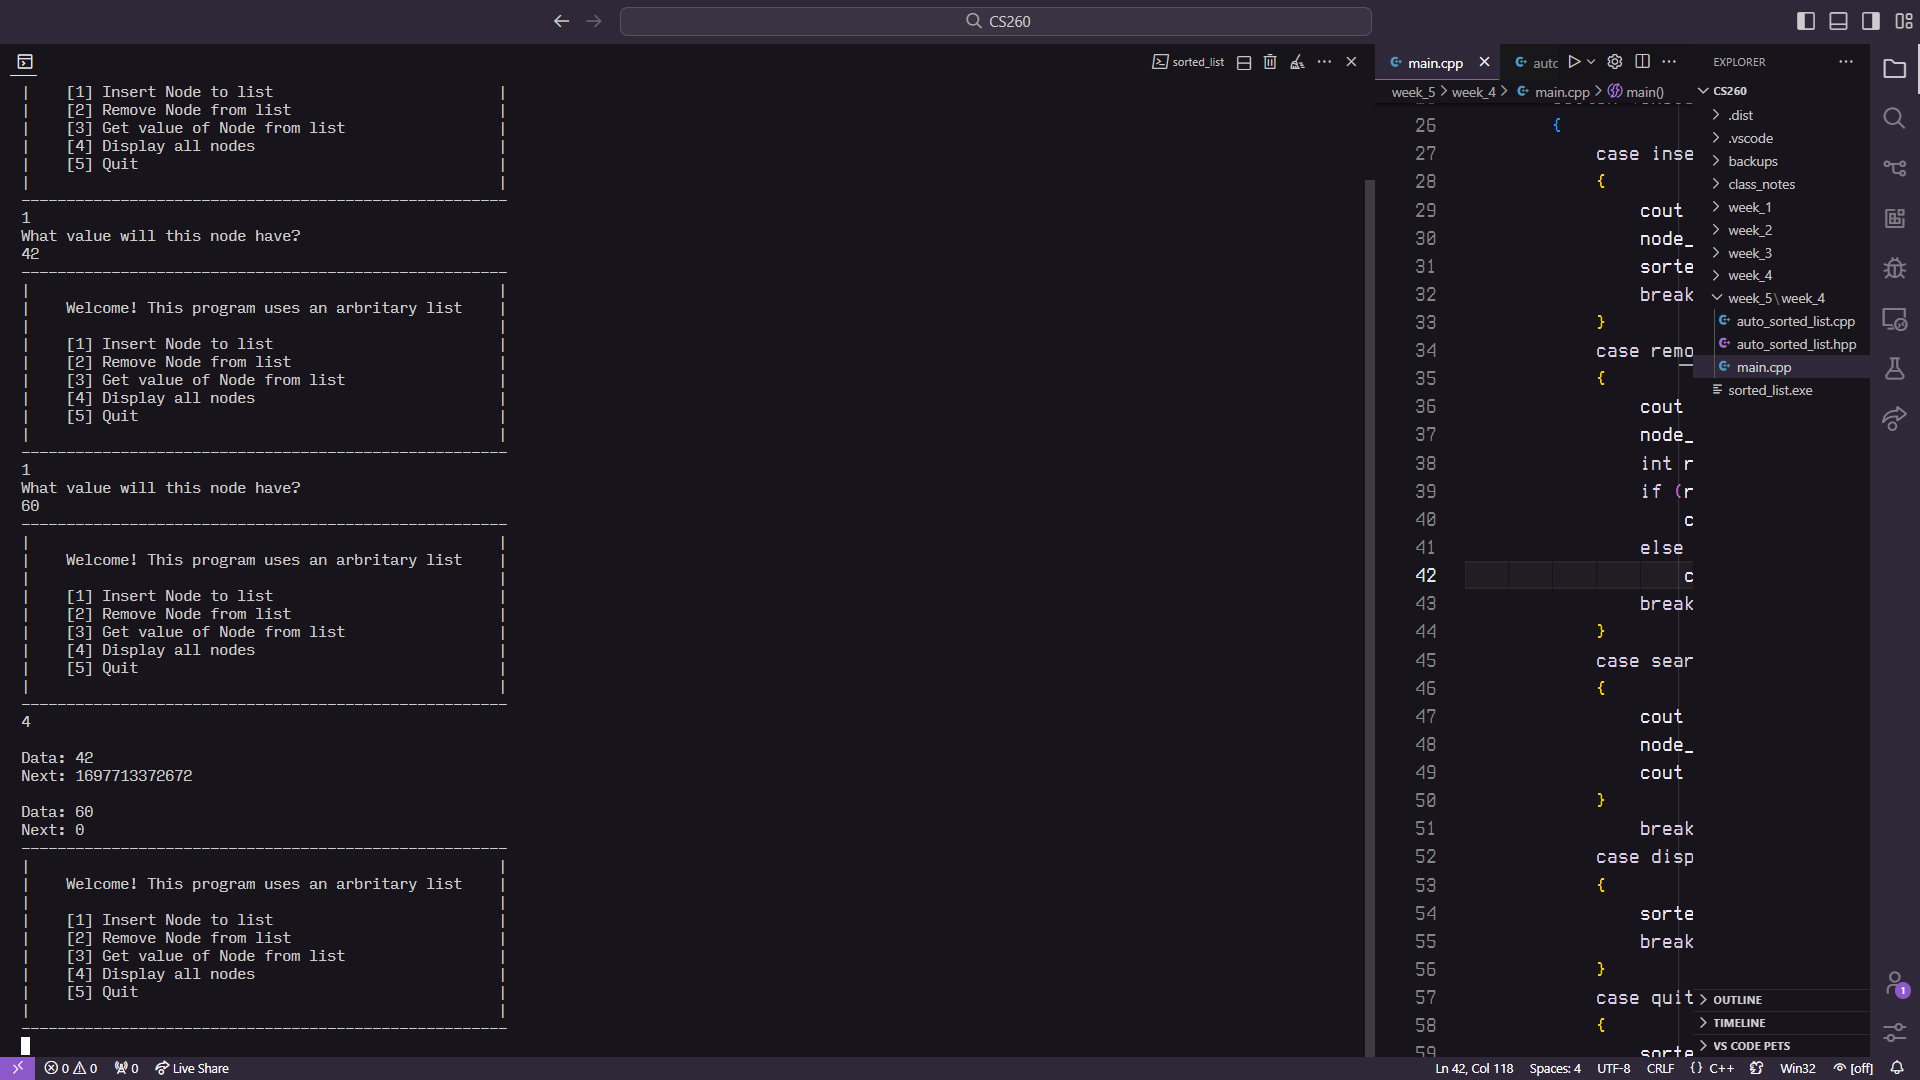 CS260
sorted_list
|    [1] Insert Node to list    |
|    [2] Remove Node from list    |
|    [3] Get value of Node from list    |
|    [4] Display all nodes    |
|    [5] Quit    |
|    |
------------------------------------------------------
1
What value will this node have?
42
------------------------------------------------------
|    |
|    Welcome! This program uses an arbritary list    |
|    |
|    [1] Insert Node to list    |
|    [2] Remove Node from list    |
|    [3] Get value of Node from list    |
|    [4] Display all nodes    |
|    [5] Quit    |
|    |
------------------------------------------------------
1
What value will this node have?
60
------------------------------------------------------
|    |
|    Welcome! This program uses an arbritary list    |
|    |
|    [1] Insert Node to list    |
|    [2] Remove Node from list    |
|    [3] Get value of Node from list    |
|    [4] Display all nodes    |
|    [5] Quit    |
|    |
------------------------------------------------------
4
Data: 42
Next: 1697713372672
Data: 60
Next: 0
------------------------------------------------------
|    |
|    Welcome! This program uses an arbritary list    |
|    |
|    [1] Insert Node to list    |
|    [2] Remove Node from list    |
|    [3] Get value of Node from list    |
|    [4] Display all nodes    |
|    [5] Quit    |
|    |
------------------------------------------------------
main.cpp auto
week_5 > week_4 > main.cpp > main()
26 {
27 case inse
28 {
29 cout
30 node_
31 sorte
32 break
33 }
34 case remo
35 {
36 cout
37 node_
38 int r
39 if (r
40 c
41 else
42 c
43 break
44 }
45 case sear
46 {
47 cout
48 node_
49 cout
50 }
51 break
52 case disp
53 {
54 sorte
55 break
56 }
57 case quit
58 {
59 sorte
EXPLORER
CS260
.dist
.vscode
backups
class_notes
week_1
week_2
week_3
week_4
week_5\week_4
auto_sorted_list.cpp
auto_sorted_list.hpp
main.cpp
sorted_list.exe
OUTLINE
TIMELINE
VS CODE PETS
1
0 0 0 Live Share Ln 42, Col 118 Spaces: 4 UTF-8 CRLF {} C++ Win32 [off]